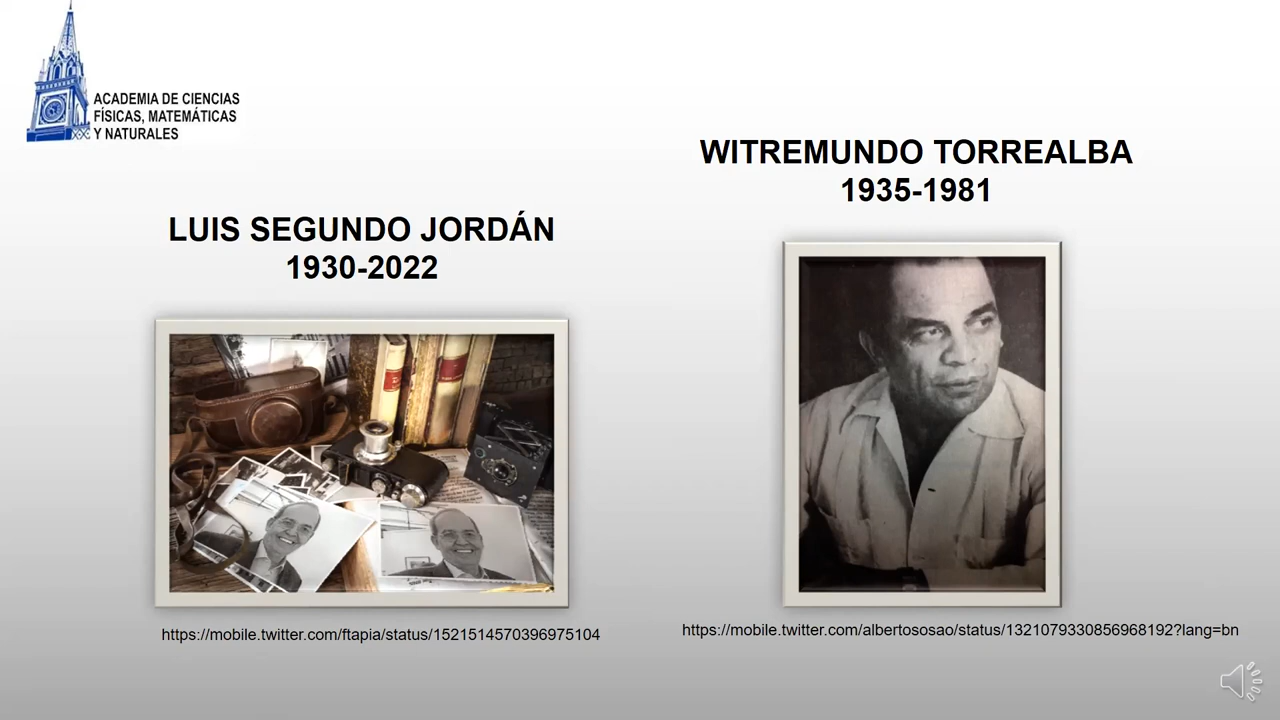 ACADEMIA DE CIENCIAS
FÍSICAS, MATEMÁTICAS
Y NATURALES
WITREMUNDO TORREALBA
1935-1981
LUIS SEGUNDO JORDÁN
1930-2022
https://mobile.twitter.com/ftapia/status/1521514570396975104
https://mobile.twitter.com/albertososao/status/1321079330856968192?lang=bn